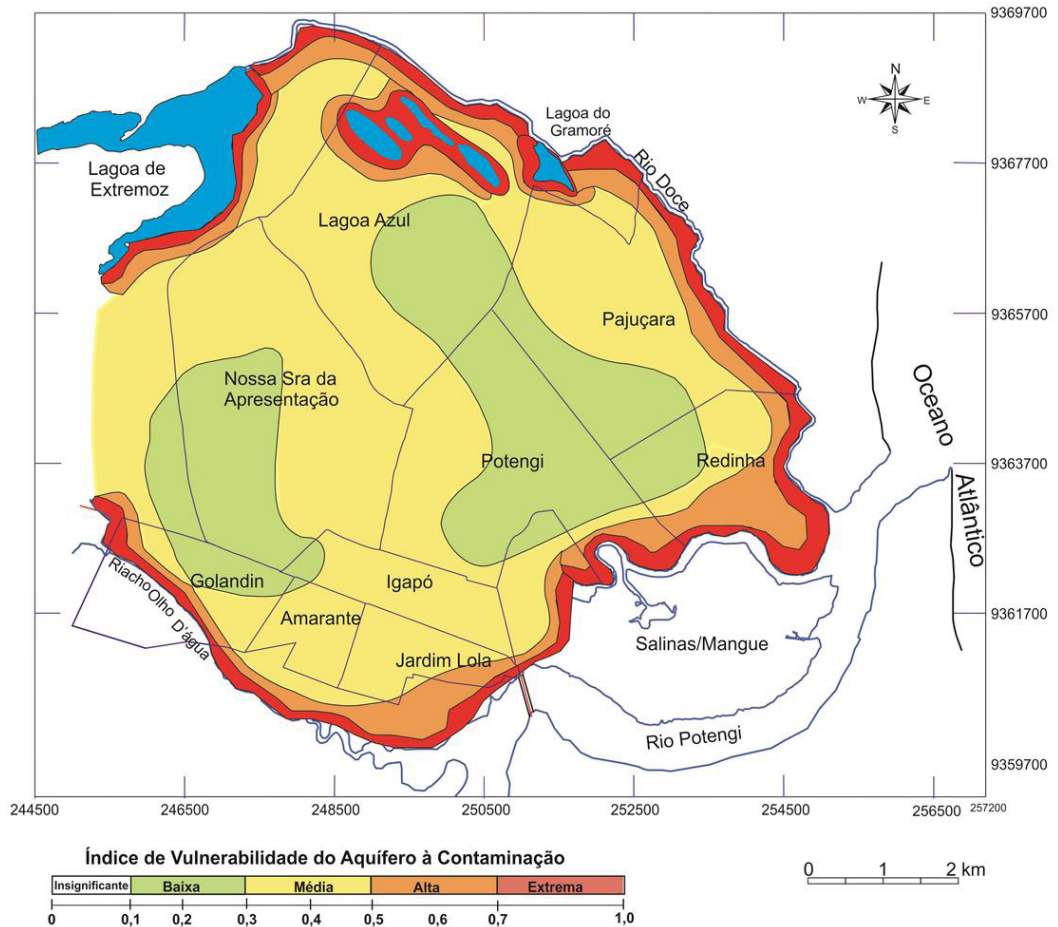 9369700
N
W E
S
Lagoa do
Gramoré
9367700
Rio Doce
Lagoa de
Extremoz
Lagoa Azul
9365700
Pajuçara
Oceano
Atlântico
Nossa Sra da
Apresentação
Potengi
Redinha
9363700
Riacho Olho D'água
Golandin
Igapó
Amarante
9361700
Salinas/Mangue
Jardim Lola
Rio Potengi
9359700
244500 246500 248500 250500 252500 254500 256500 257200
Índice de Vulnerabilidade do Aquífero à Contaminação
Insignificante Baixa Média Alta Extrema
0 0,1 0,2 0,3 0,4 0,5 0,6 0,7 1,0
0 1 2 km